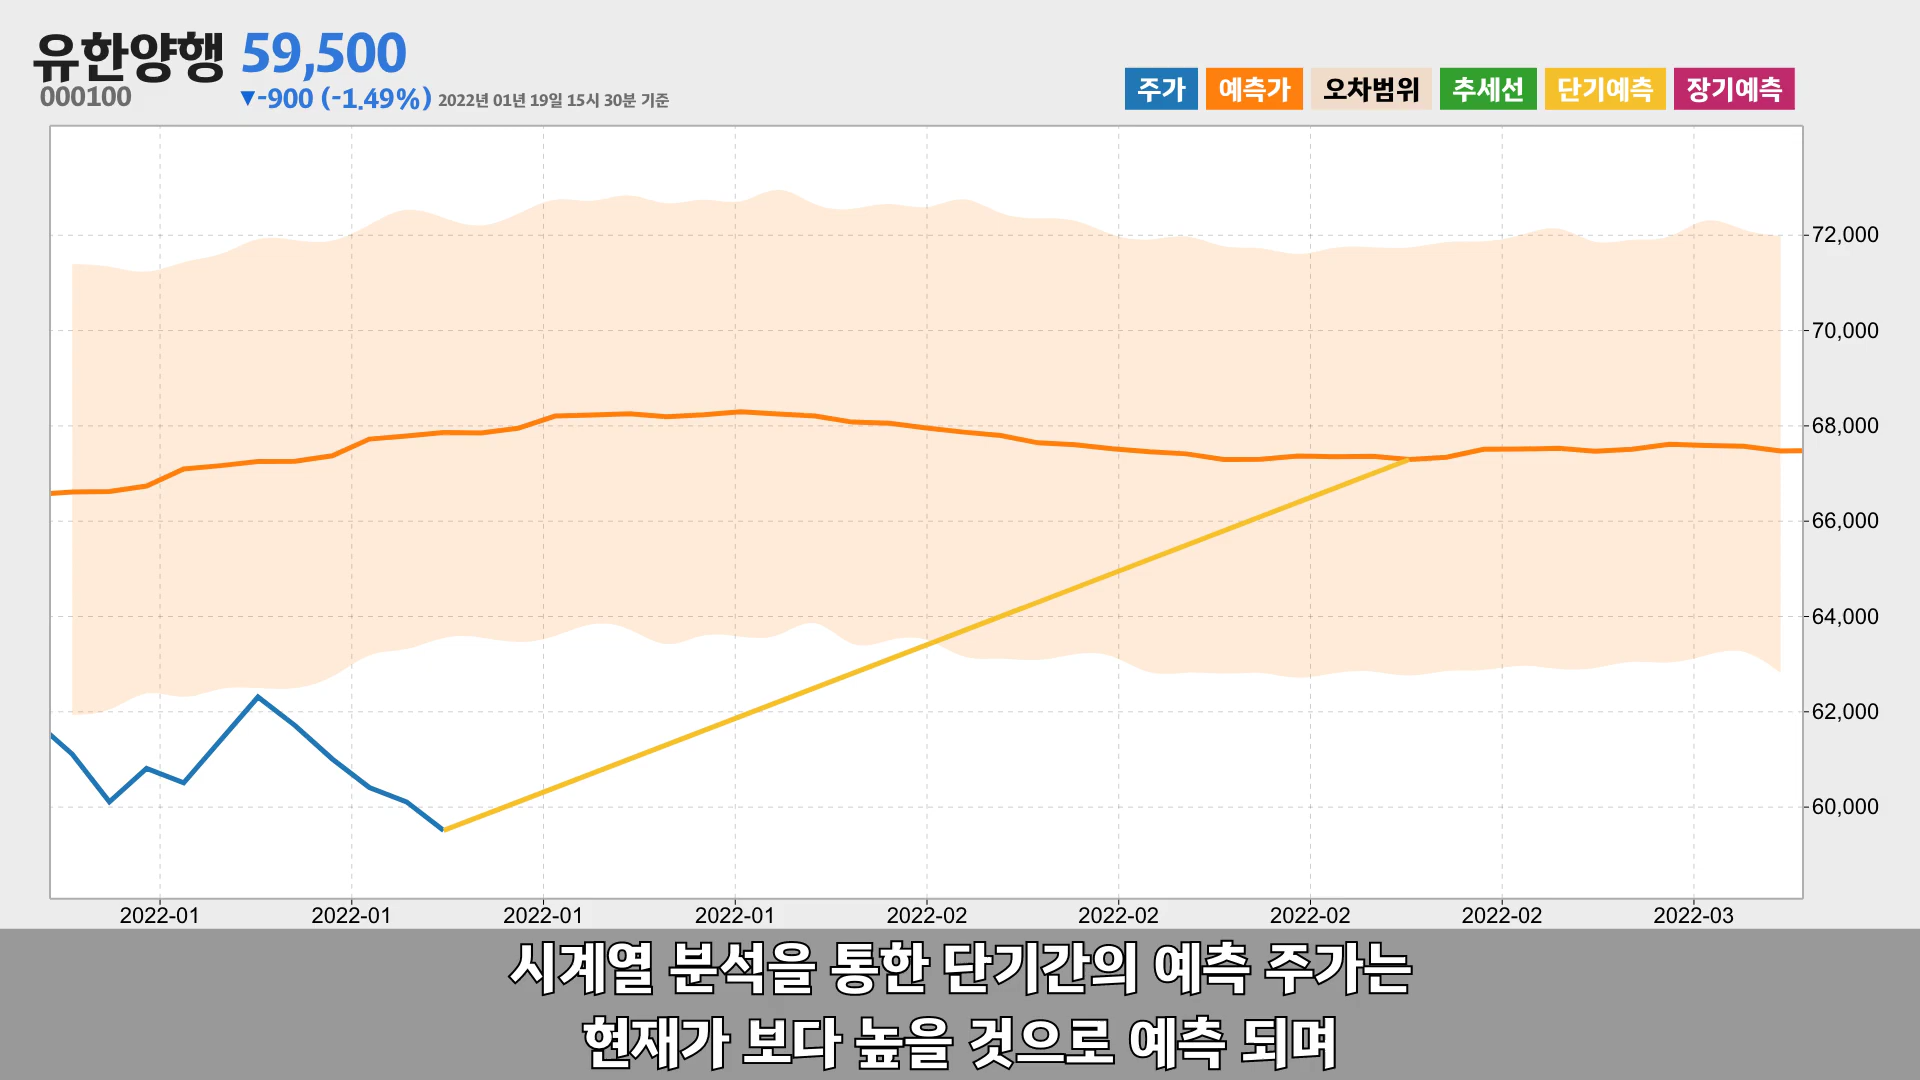 유한양행 59,500
000100 ▼-900 (-1.49%) 2022년 01년 19일 15시 30분 기준
주가 예측가 오차범위 추세선 단기예측 장기예측
72,000
70,000
68,000
66,000
64,000
62,000
60,000
2022-01 2022-01 2022-01 2022-01 2022-02 2022-02 2022-02 2022-02 2022-03
시계열 분석을 통한 단기간의 예측 주가는
현재가 보다 높을 것으로 예측 되며